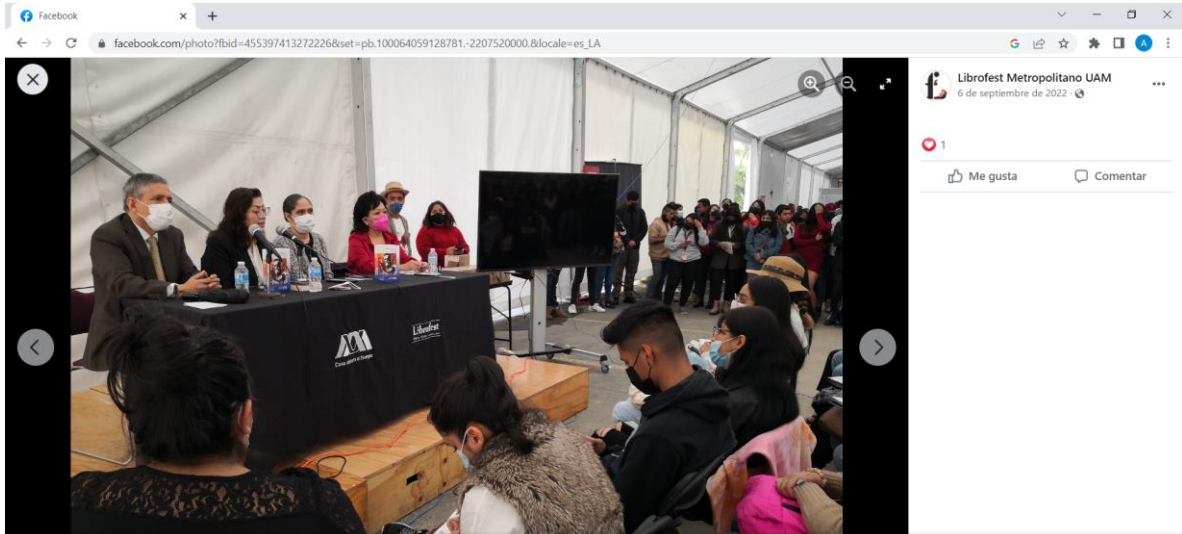 Facebook
facebook.com/photo?fbid=455397413272226&set=pb.100064059128781.-2207520000.&locale=es_LA
A
Librofest Metropolitano UAM
6 de septiembre de 2022
1
Me gusta
Comentar
Librofest
Casa abierta al tiempo